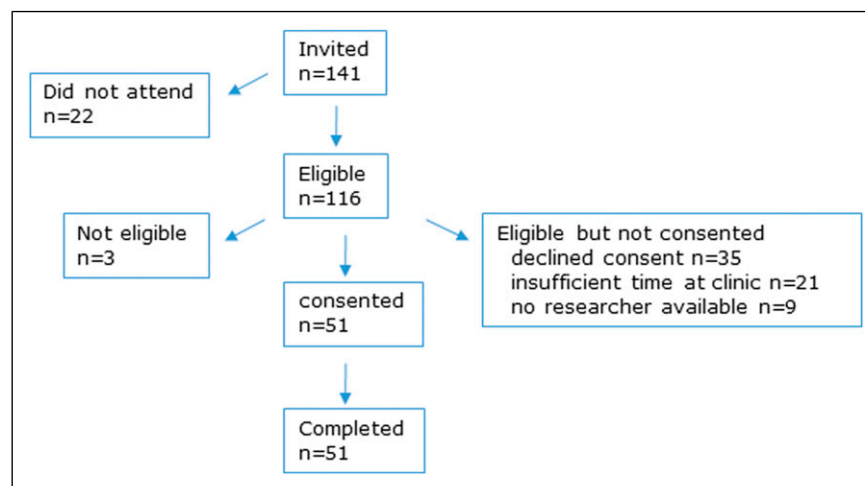 Invited
n=141
Did not attend
n=22
Eligible
n=116
Not eligible
n=3
Eligible but not consented
declined consent n=35
insufficient time at clinic n=21
no researcher available n=9
consented
n=51
Completed
n=51